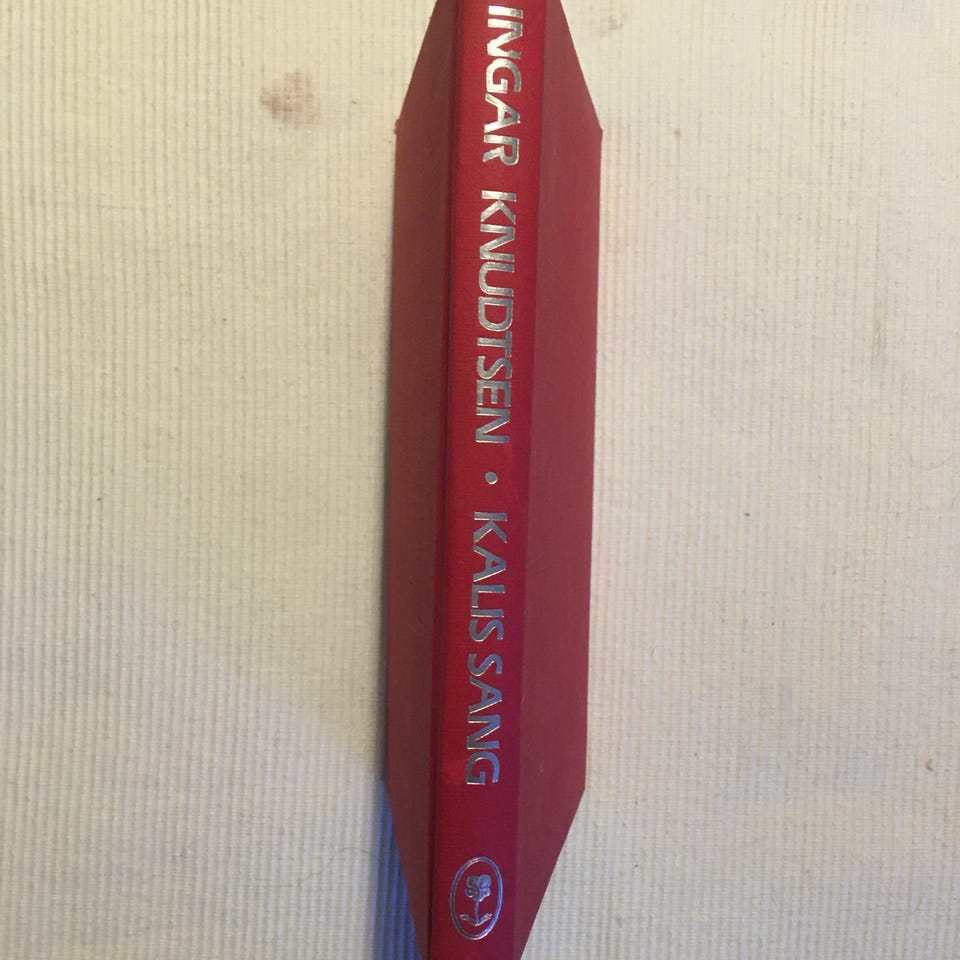 INGAR KNUDTSEN • KALIS SANG